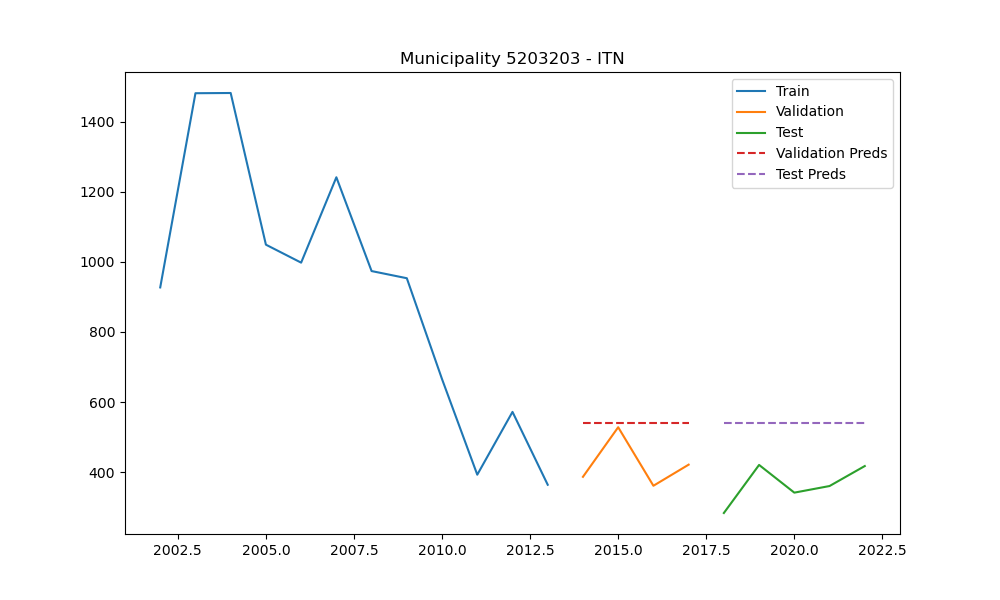 Municipality 5203203 - ITN
Train
Validation
Test
Validation Preds
Test Preds
1400
1200
1000
800
600
400
2002.5 2005.0 2007.5 2010.0 2012.5 2015.0 2017.5 2020.0 2022.5